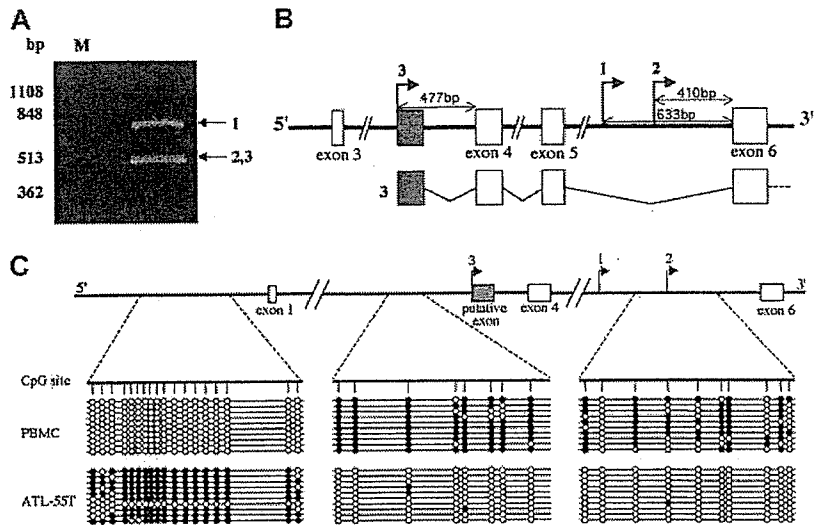 A
bp M
1108
848
513
362
1
2,3
B
3 1 2
477bp 410bp
633bp
5' 3'
exon 3 exon 4 exon 5 exon 6
3
C
5' 3 1 2 3'
exon 1 putative exon exon 4 exon 6
CpG site
PBMC
ATL-55T